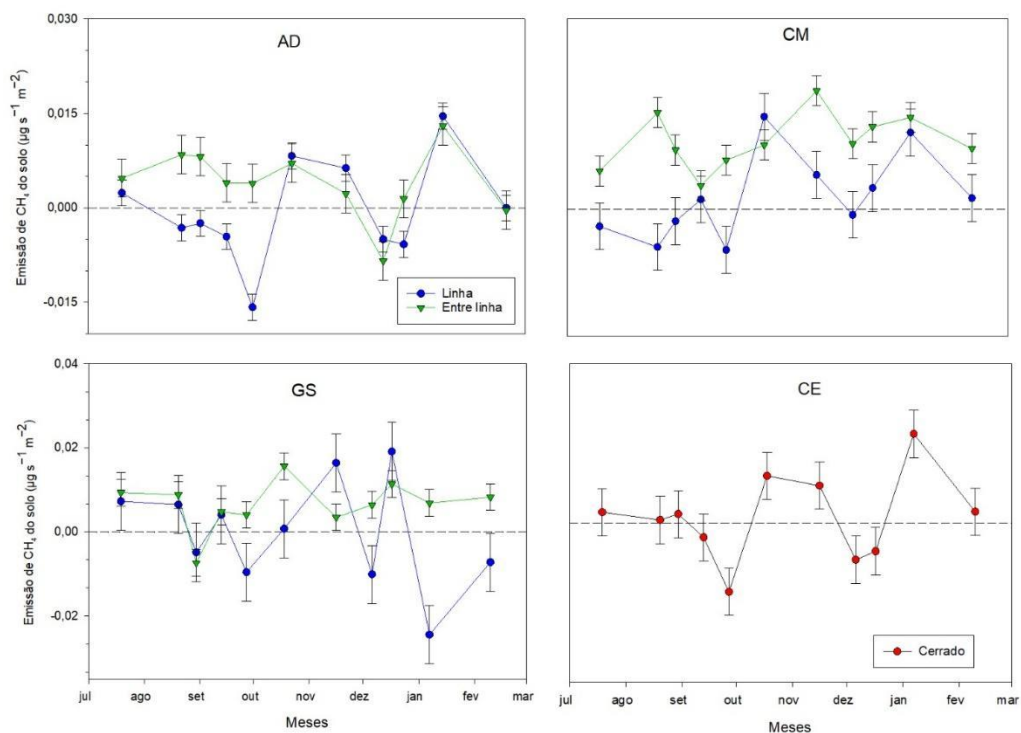 AD
CM
0,030
0,015
0,000
-0,015
Emissão de CH₄ do solo (µg s⁻¹ m⁻²)
Linha
Entre linha
GS
CE
0,04
0,02
0,00
-0,02
Emissão de CH₄ do solo (µg s⁻¹ m⁻²)
Cerrado
jul ago set out nov dez jan fev mar
jul ago set out nov dez jan fev mar
Meses
Meses